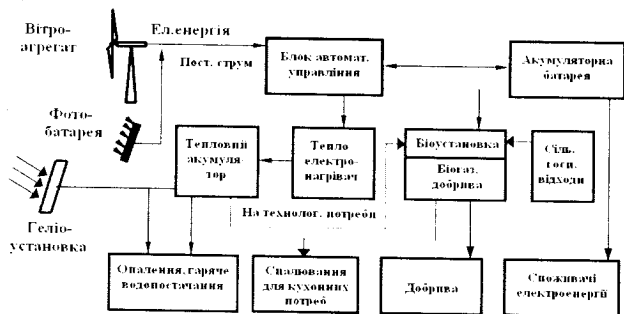 Вітро-
агрегат
Ел.енергія
Пост. струм
Блок автомат.
управління
Акумуляторна
батарея
Фото-
батарея
Тепловий
акумуля-
тор
Тепло
електро-
нагрівач
Біоустановка
Біогаз,
добрива
Сіль.
госп.
відходи
На технолог. потреби
Геліо-
установка
Опалення, гаряче
водопостачання
Спалювання
для кухонних
потреб
Добрива
Споживачі
електроенергії